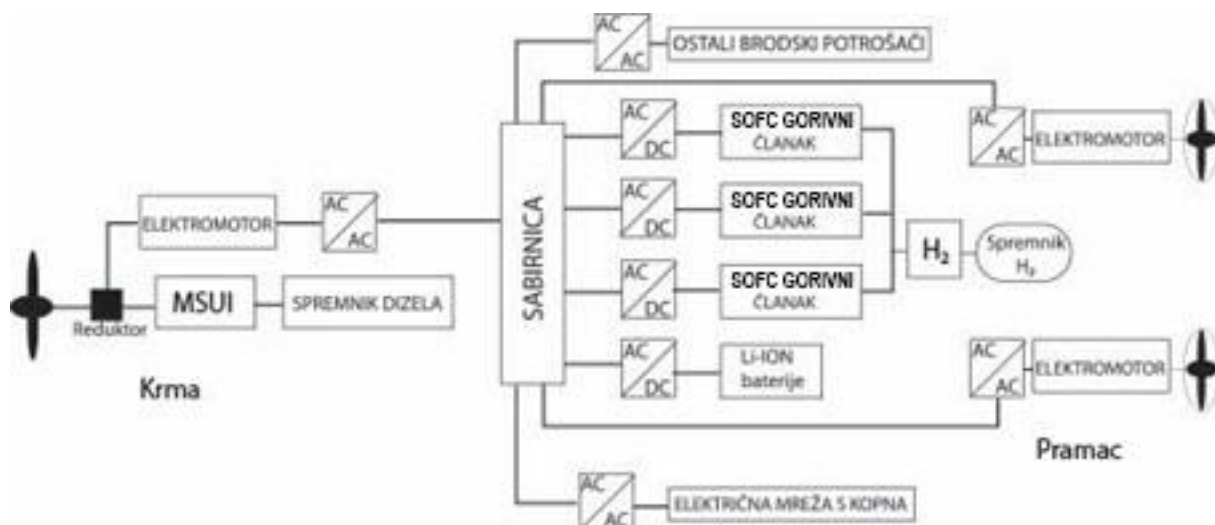 AC
AC
OSTALI BRODSKI POTROŠAČI
AC
DC
SOFC GORIVNI
ČLANAK
AC
AC
ELEKTROMOTOR
ELEKTROMOTOR
AC
AC
SABIRNICA
AC
DC
SOFC GORIVNI
ČLANAK
H₂
Spremnik
H₂
MSUI
SPREMNIK DIZELA
Reduktor
AC
DC
SOFC GORIVNI
ČLANAK
Krma
AC
DC
Li-ION
baterije
AC
AC
ELEKTROMOTOR
Pramac
AC
AC
ELEKTRIČNA MREŽA S KOPNA